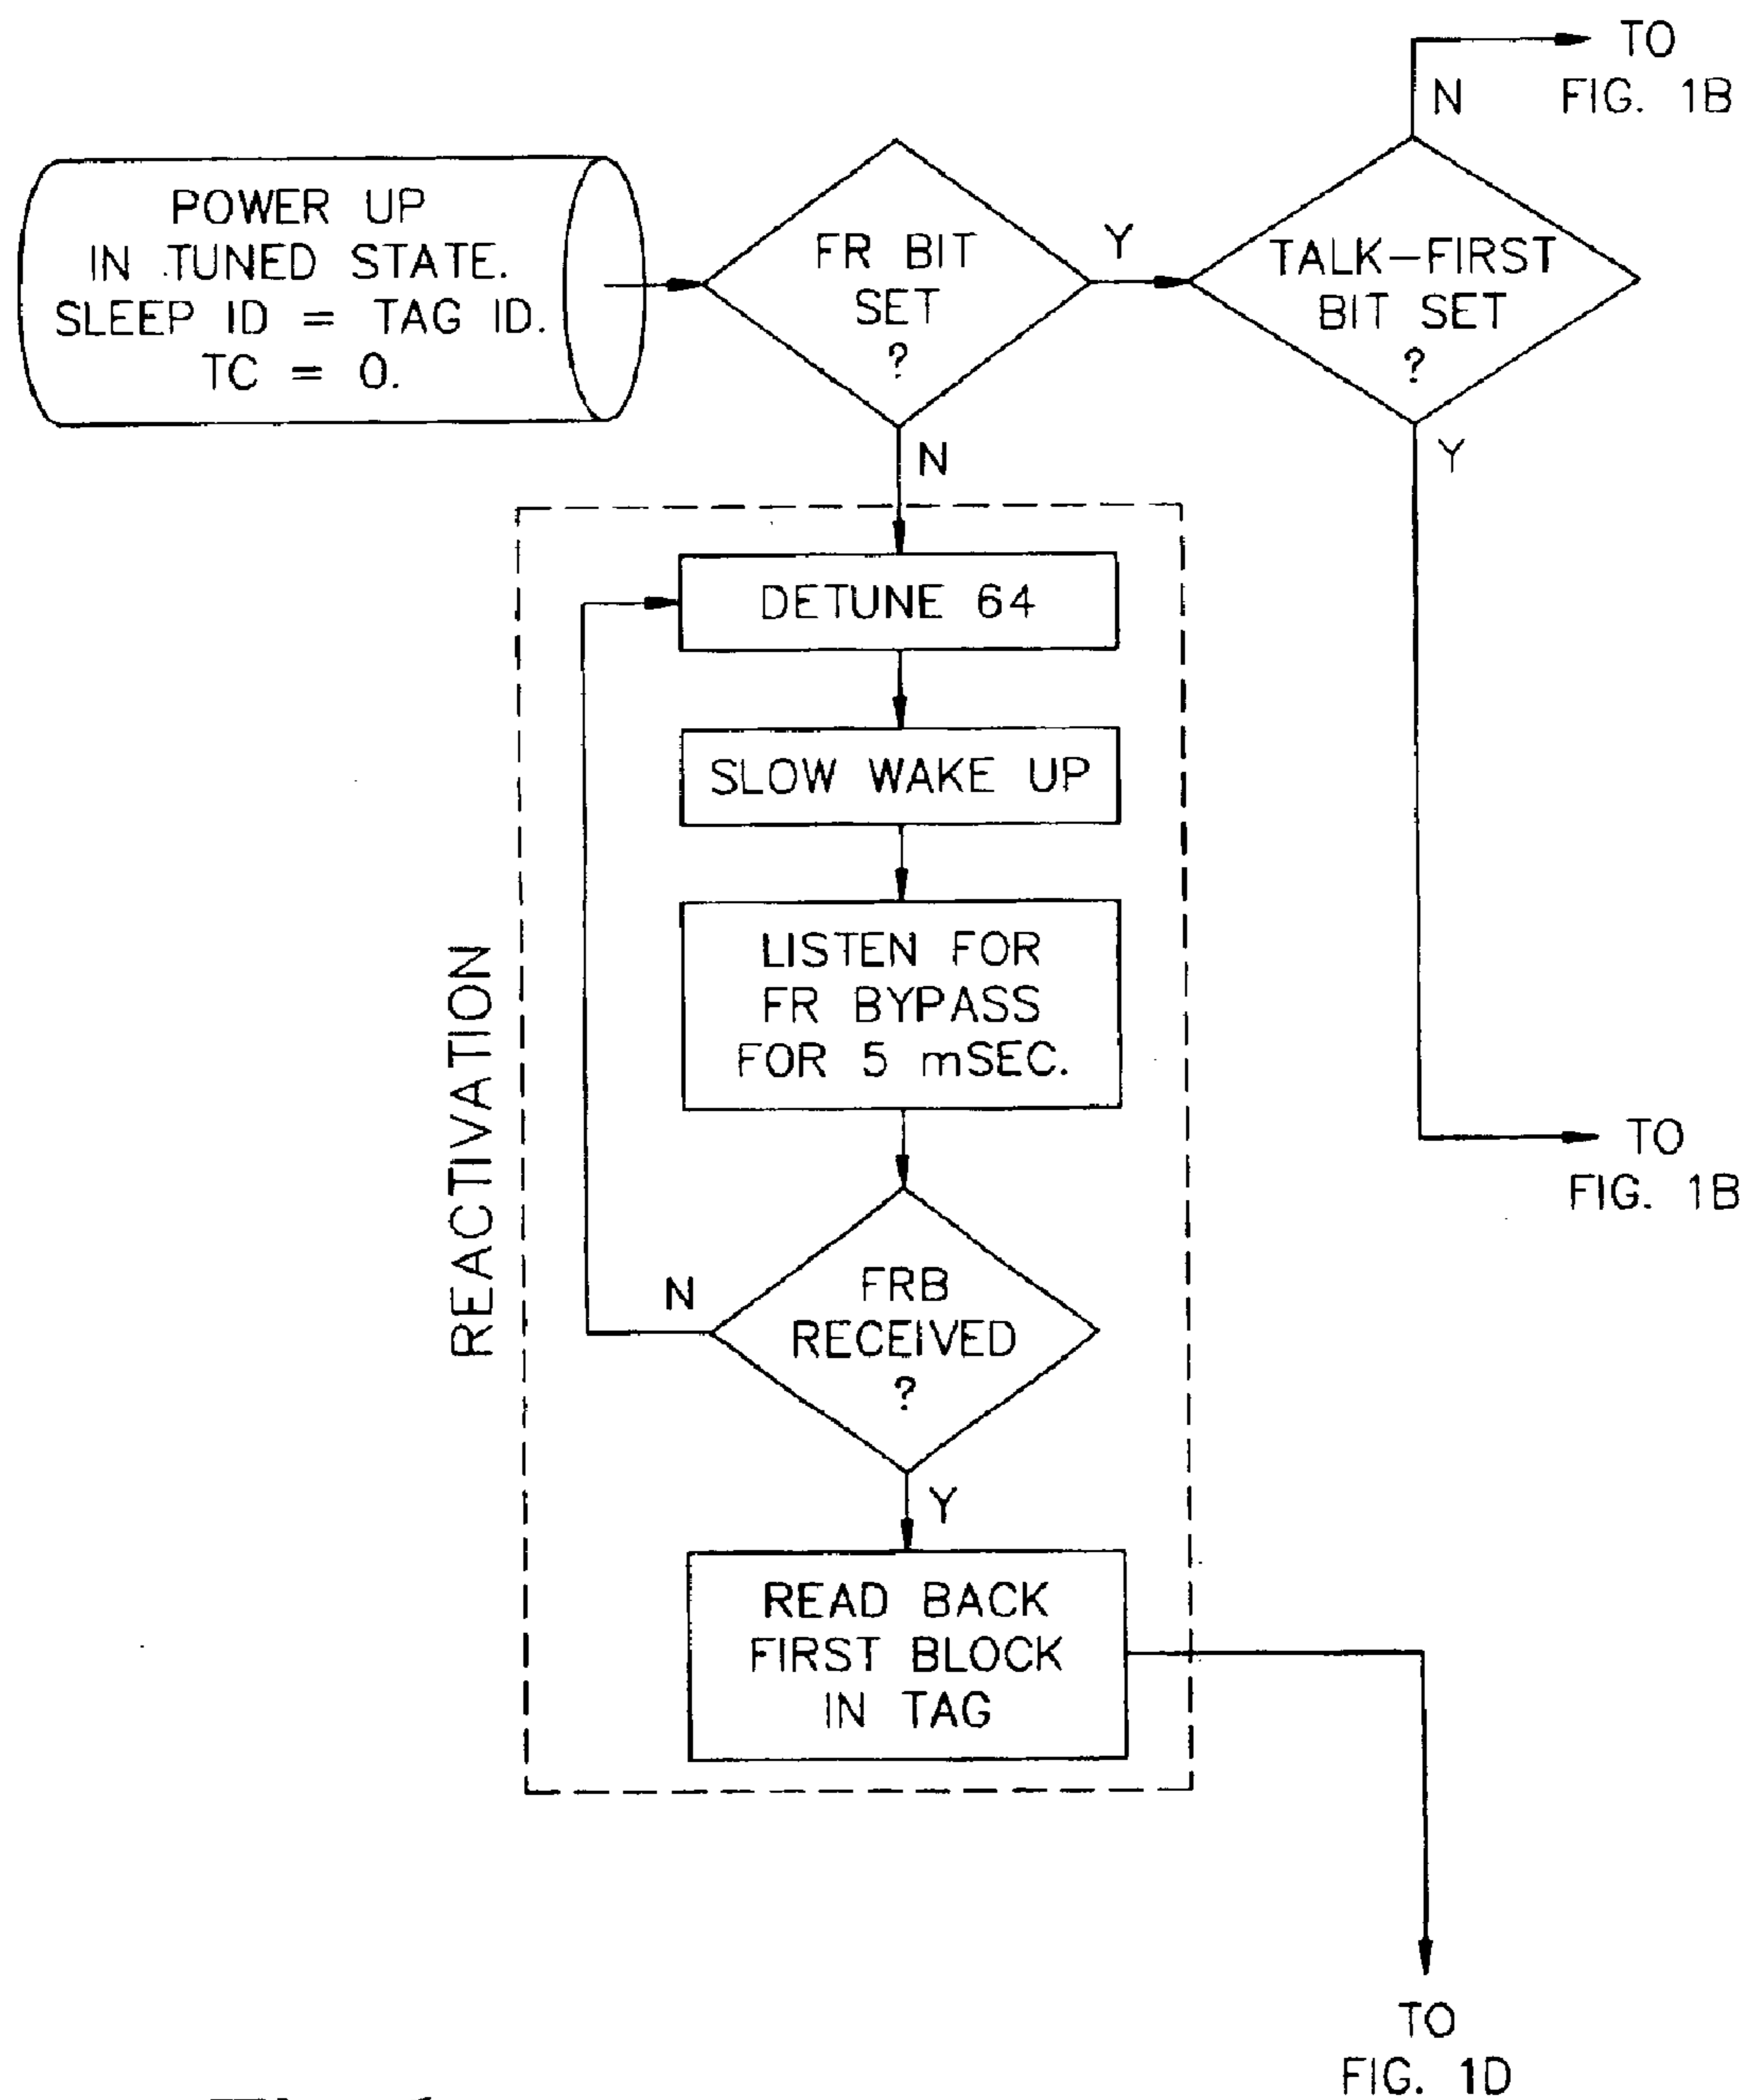 TO
FIG. 1B
N
POWER UP
IN TUNED STATE.
SLEEP ID = TAG ID.
TC = 0.
FR BIT
SET
?
Y
TALK-FIRST
BIT SET
?
N
Y
DETUNE 64
SLOW WAKE UP
LISTEN FOR
FR BYPASS
FOR 5 mSEC.
REACTIVATION
TO
FIG. 1B
N
FRB
RECEIVED
?
Y
READ BACK
FIRST BLOCK
IN TAG
TO
FIG. 1D